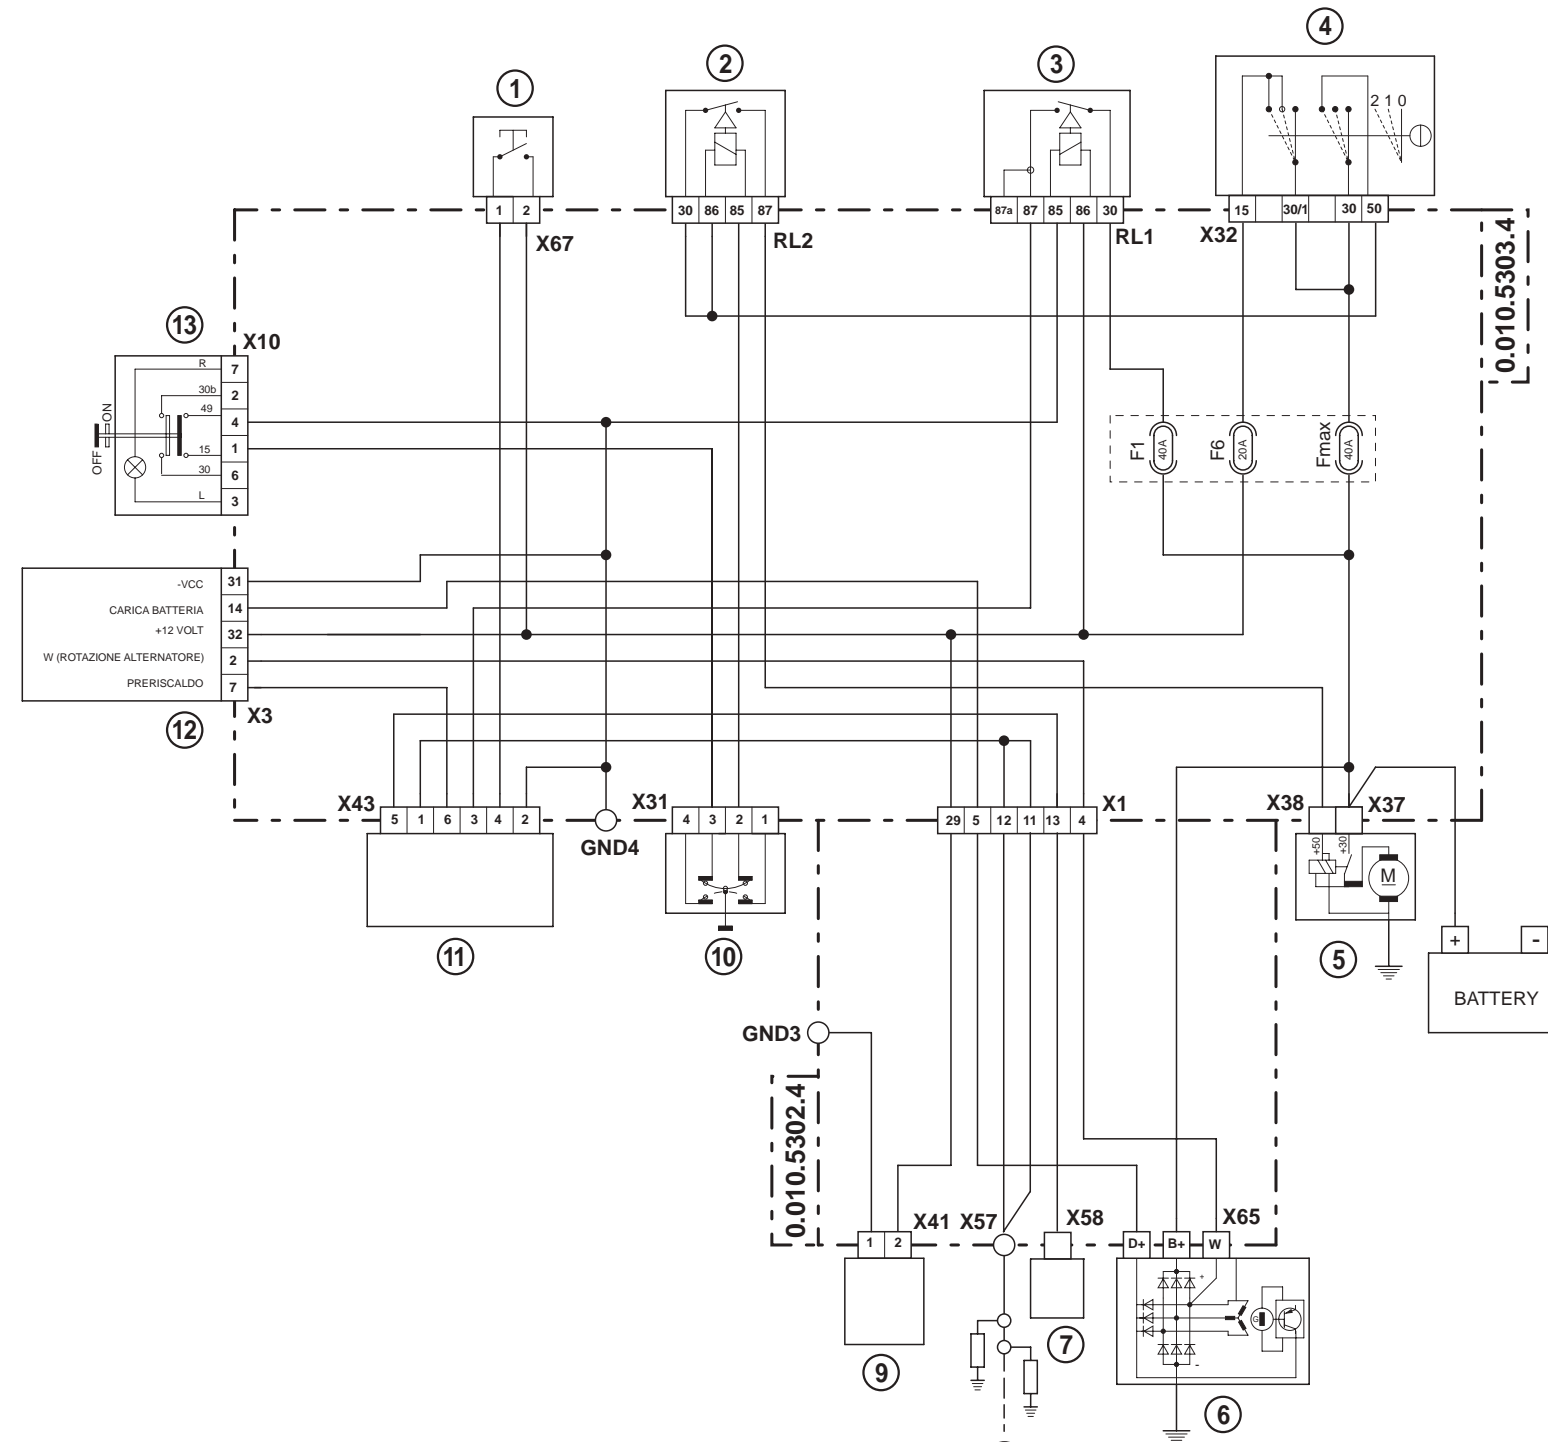 4
2
3
1
2 1 0
1 2
30 86 85 87
87a 87 85 86 30
15 30/1 30 50
X67
RL2
RL1
X32
0.010.5303.4
13
X10
R 7
30b 2
49 4
15 1
30 6
L 3
ON
OFF
F1 40A
F6 20A
Fmax 40A
-VCC 31
CARICA BATTERIA 14
+12 VOLT 32
W (ROTAZIONE ALTERNATORE) 2
PRERISCALDO 7
12
X3
X43
5 1 6 3 4 2
GND4
X31
4 3 2 1
29 5 12 11 13 4
X1
X38
X37
+50
+30
M
11
10
5
+ -
BATTERY
GND3
0.010.5302.4
X41
X57
X58
X65
1 2
D+ B+ W
+
G
-
9
7
6